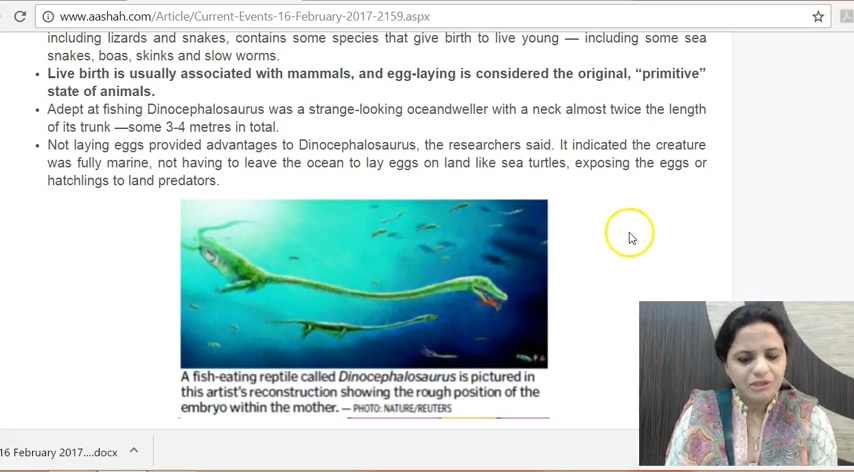 www.aashah.com/Article/Current-Events-16-February-2017-2159.aspx
including lizards and snakes, contains some species that give birth to live young — including some sea
snakes, boas, skinks and slow worms.
• Live birth is usually associated with mammals, and egg-laying is considered the original, “primitive”
state of animals.
• Adept at fishing Dinocephalosaurus was a strange-looking oceandweller with a neck almost twice the length
of its trunk —some 3-4 metres in total.
• Not laying eggs provided advantages to Dinocephalosaurus, the researchers said. It indicated the creature
was fully marine, not having to leave the ocean to lay eggs on land like sea turtles, exposing the eggs or
hatchlings to land predators.
A fish-eating reptile called Dinocephalosaurus is pictured in
this artist's reconstruction showing the rough position of the
embryo within the mother. — PHOTO: NATURE/REUTERS
16 February 2017....docx